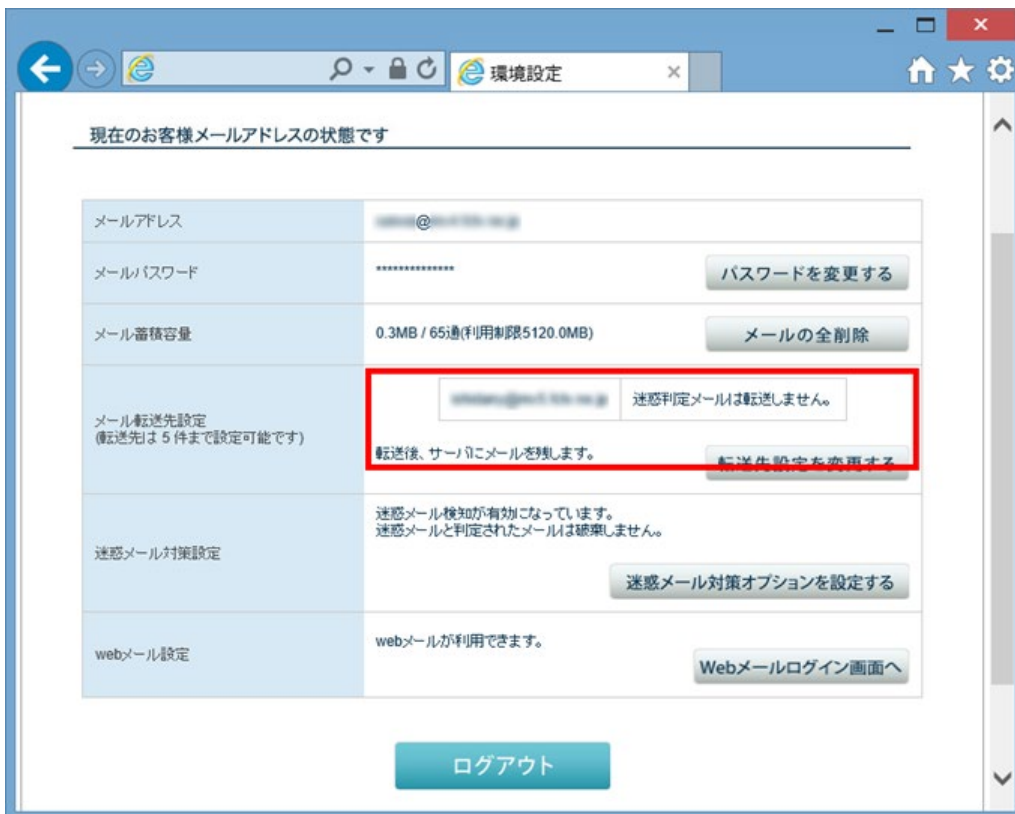 環境設定
現在のお客様メールアドレスの状態です
メールアドレス
@
メールパスワード
**************
パスワードを変更する
メール蓄積容量
0.3MB / 65通(利用制限5120.0MB)
メールの全削除
メール転送先設定
(転送先は 5 件まで設定可能です)
迷惑判定メールは転送しません。
転送後、サーバにメールを残します。
転送先設定を変更する
迷惑メール対策設定
迷惑メール検知が有効になっています。
迷惑メールと判定されたメールは破棄しません。
迷惑メール対策オプションを設定する
webメール設定
webメールが利用できます。
Webメールログイン画面へ
ログアウト